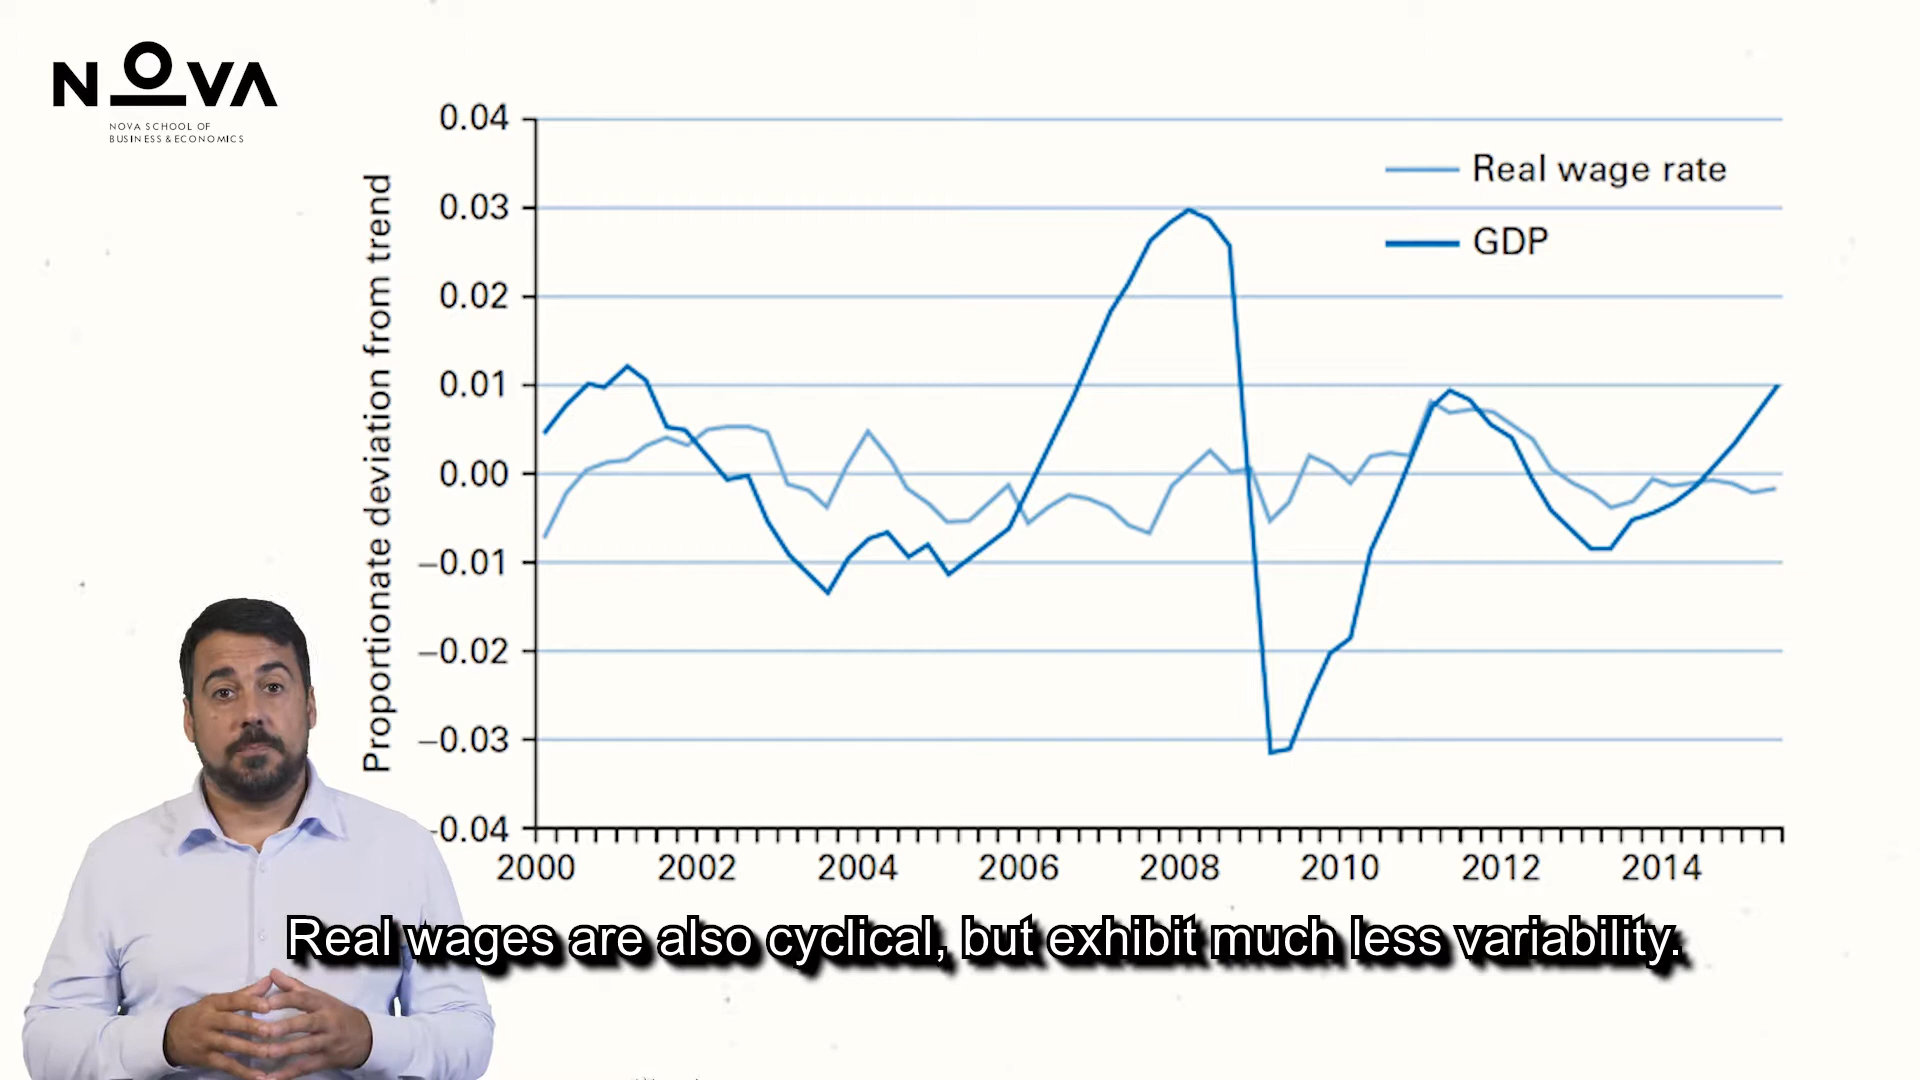 NOVA
NOVA SCHOOL OF
BUSINESS & ECONOMICS
Proportionate deviation from trend
0.04
0.03
0.02
0.01
0.00
−0.01
−0.02
−0.03
-0.04
Real wage rate
GDP
2000 2002 2004 2006 2008 2010 2012 2014
Real wages are also cyclical, but exhibit much less variability.